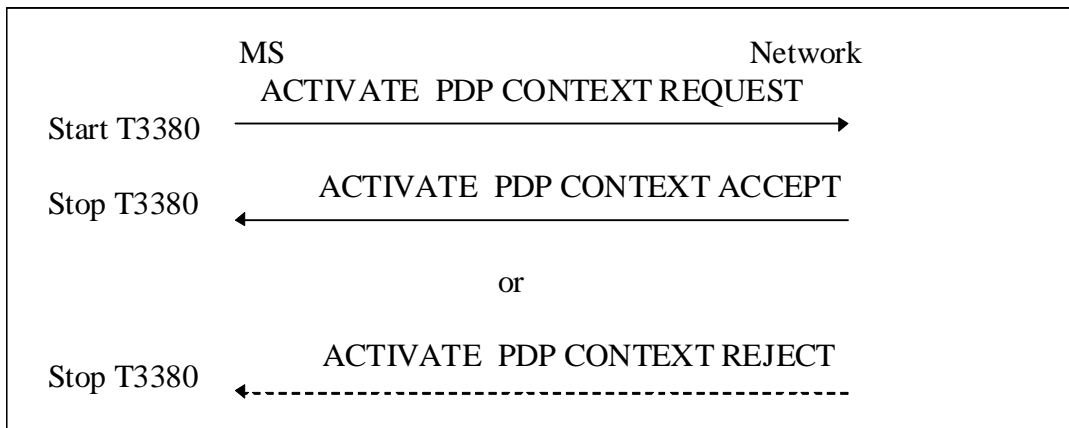 MS Network
ACTIVATE PDP CONTEXT REQUEST
Start T3380
ACTIVATE PDP CONTEXT ACCEPT
Stop T3380
or
ACTIVATE PDP CONTEXT REJECT
Stop T3380